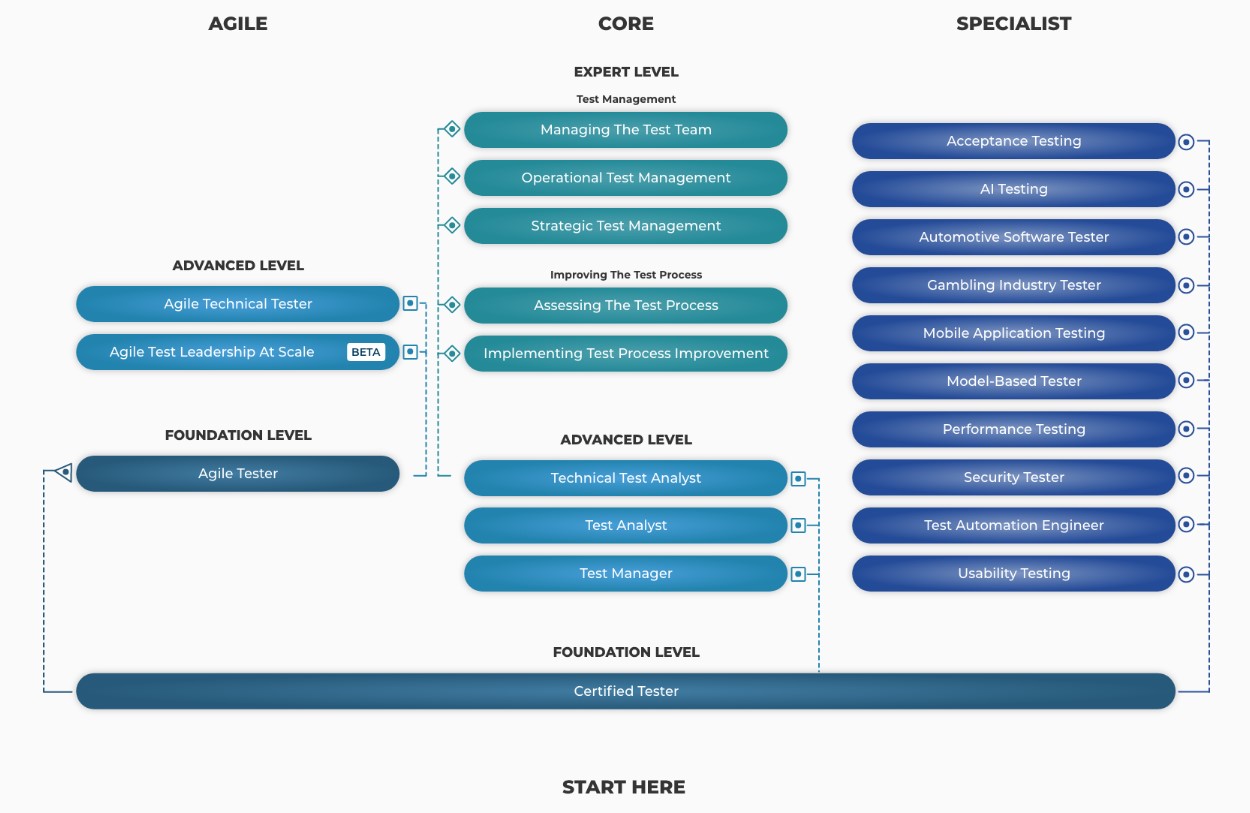 AGILE
CORE
SPECIALIST
EXPERT LEVEL
Test Management
Managing The Test Team
Operational Test Management
Strategic Test Management
Improving The Test Process
Assessing The Test Process
Implementing Test Process Improvement
ADVANCED LEVEL
Agile Technical Tester
Agile Test Leadership At Scale BETA
FOUNDATION LEVEL
Agile Tester
ADVANCED LEVEL
Technical Test Analyst
Test Analyst
Test Manager
Acceptance Testing
AI Testing
Automotive Software Tester
Gambling Industry Tester
Mobile Application Testing
Model-Based Tester
Performance Testing
Security Tester
Test Automation Engineer
Usability Testing
FOUNDATION LEVEL
Certified Tester
START HERE